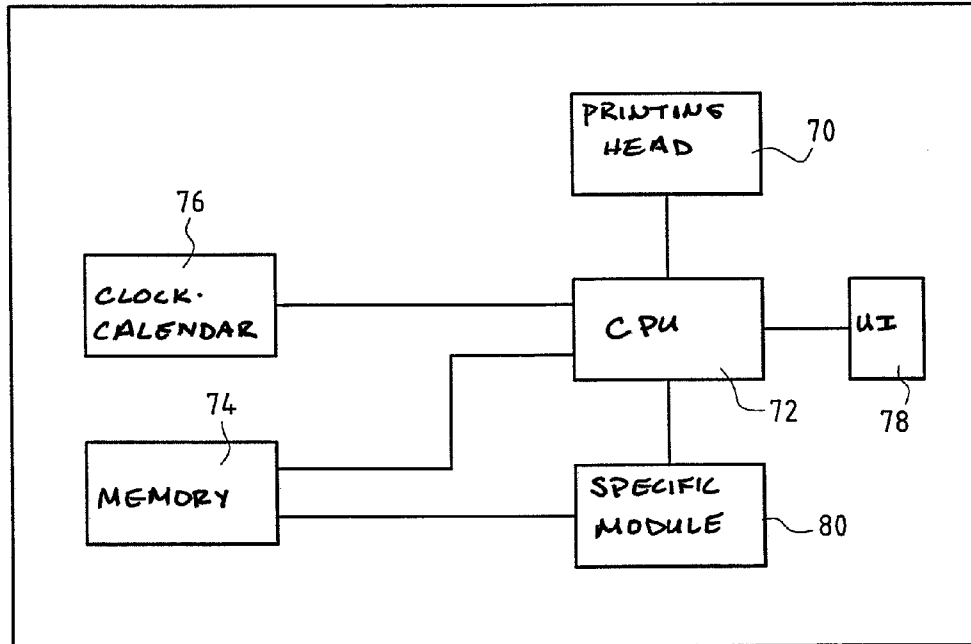 PRINTING
HEAD
70
76
CLOCK-
CALENDAR
CPU
UI
72
78
74
MEMORY
SPECIFIC
MODULE
80